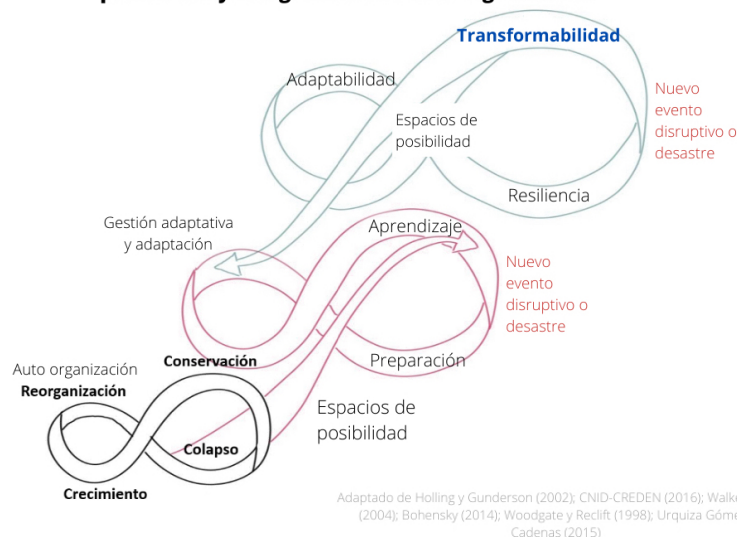 Transformabilidad
Adaptabilidad
Nuevo
evento
disruptivo o
desastre
Espacios de
posibilidad
Resiliencia
Gestión adaptativa
y adaptación
Aprendizaje
Nuevo
evento
disruptivo o
desastre
Preparación
Conservación
Auto organización
Reorganización
Espacios de
posibilidad
Colapso
Crecimiento
Adaptado de Holling y Gunderson (2002); CNID-CREDEN (2016);
(2004); Bohensky (2014); Woodgate y Reclift (1998); Urquiza
Cadenas (2015)